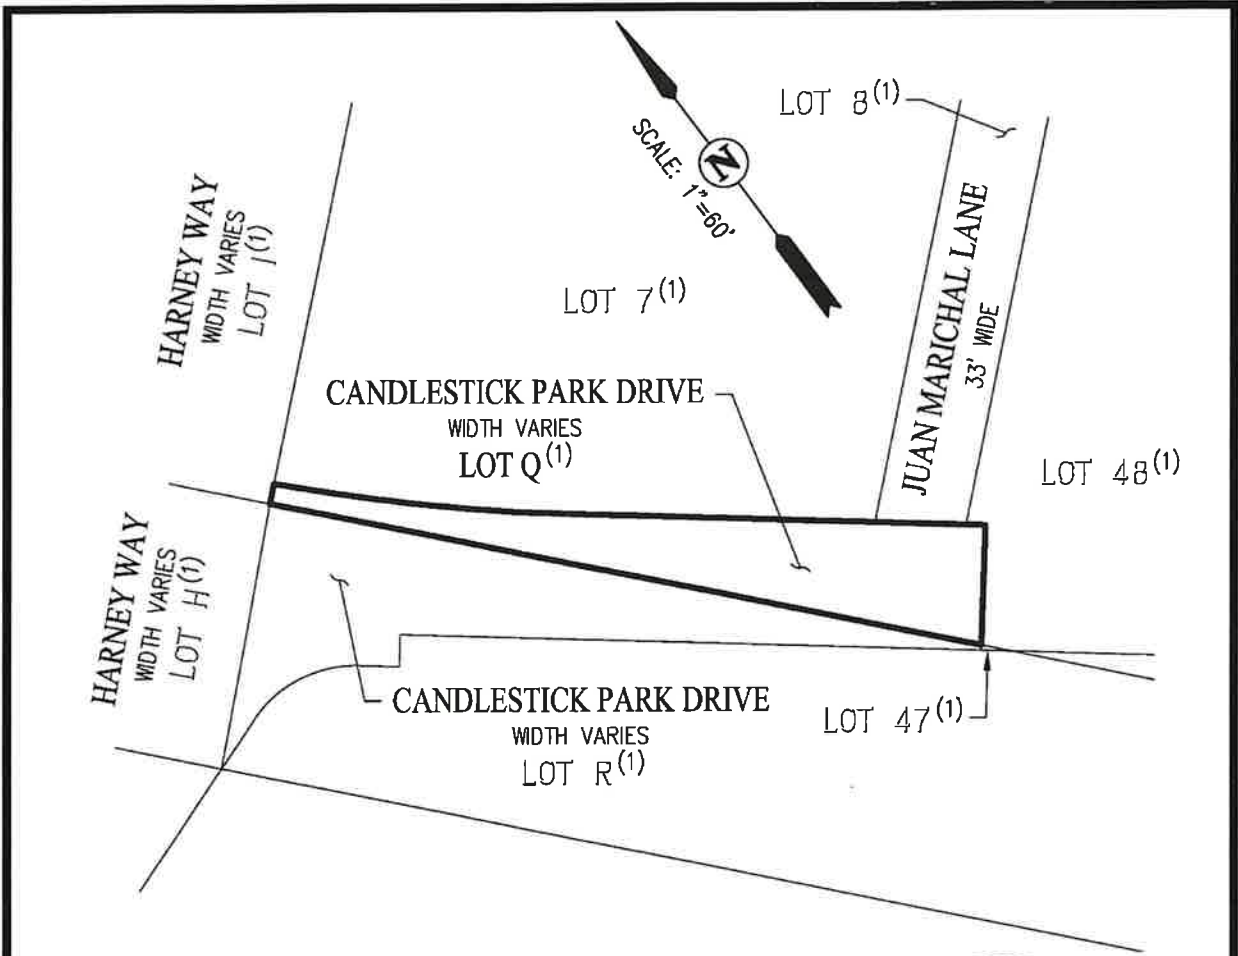 LOT 8(1)
N
SCALE: 1"=60'
HARNEY WAY
WIDTH VARIES
LOT I(1)
JUAN MARICHAL LANE
33' WIDE
LOT 7(1)
CANDLESTICK PARK DRIVE
WIDTH VARIES
LOT Q(1)
LOT 48(1)
HARNEY WAY
WIDTH VARIES
LOT H(1)
CANDLESTICK PARK DRIVE
WIDTH VARIES
LOT R(1)
LOT 47(1)